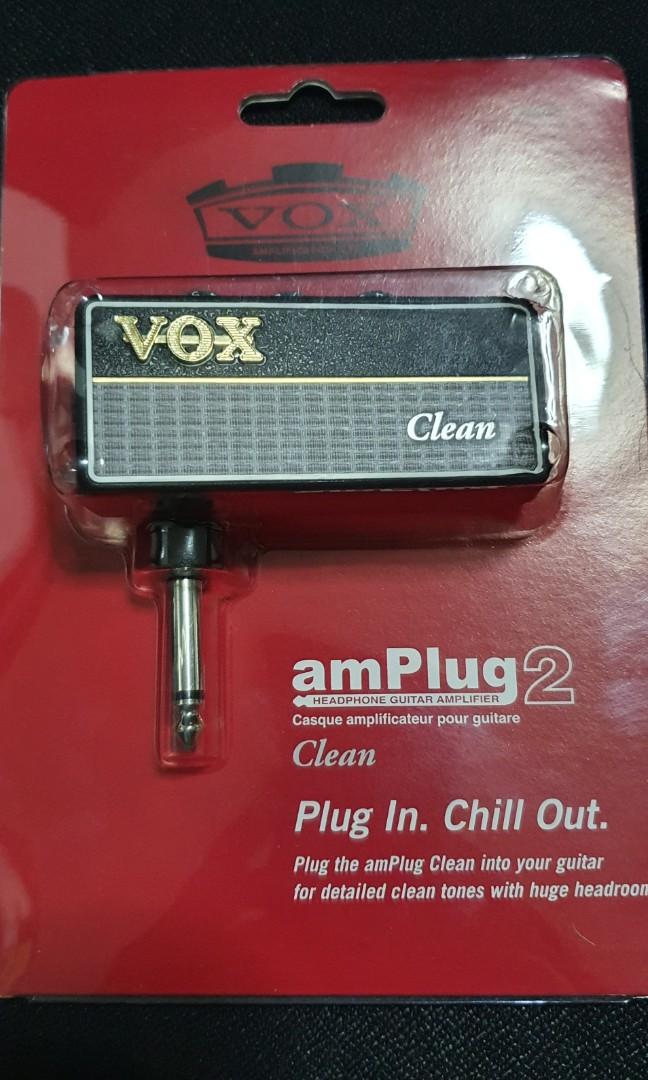 VOX
VOX
Clean
amPlug2
HEADPHONE GUITAR AMPLIFIER
Casque amplificateur pour guitare
Clean
Plug In. Chill Out.
Plug the amPlug Clean into your guitar
for detailed clean tones with huge headroom